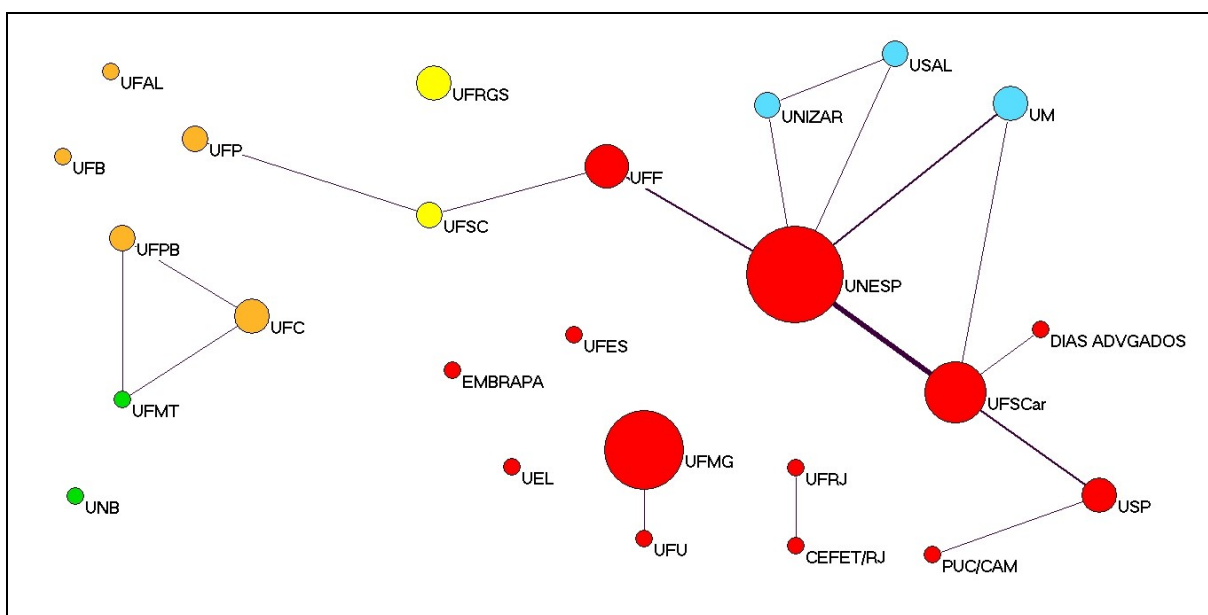 USAL
UFAL
UFRGS
UNIZAR
UM
UFP
UFB
UFF
UFSC
UFPB
UNESP
UFC
UFES
DIAS ADVGADOS
EMBRAPA
UFSCar
UFMT
UFMG
UEL
UFRJ
UNB
USP
UFU
CEFET/RJ
PUC/CAM